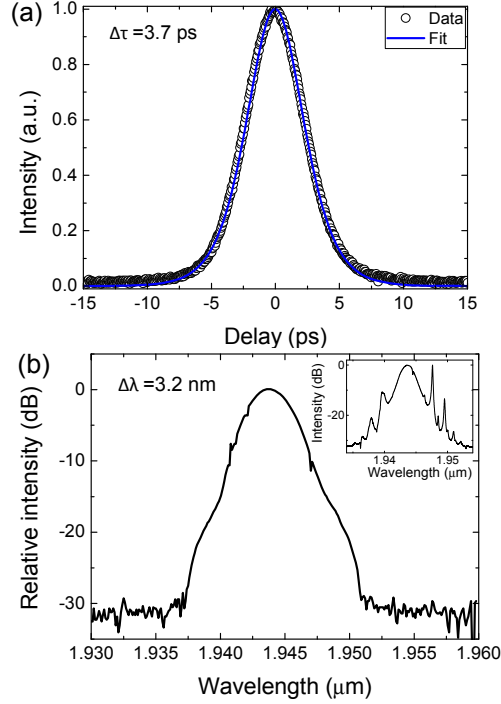 (a)
Δτ =3.7 ps
Data
Fit
Intensity (a.u.)
1.0
0.8
0.6
0.4
0.2
0.0
-15 -10 -5 0 5 10 15
Delay (ps)
(b)
Δλ =3.2 nm
Relative intensity (dB)
0
-10
-20
-30
Intensity (dB)
0
-20
1.94 1.95
Wavelength (μm)
1.930 1.935 1.940 1.945 1.950 1.955 1.960
Wavelength (μm)